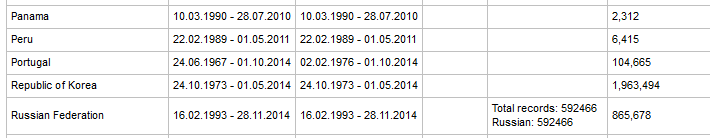 Panama 10.03.1990 - 28.07.2010 10.03.1990 - 28.07.2010 2,312
Peru 22.02.1989 - 01.05.2011 22.02.1989 - 01.05.2011 6,415
Portugal 24.06.1967 - 01.10.2014 02.02.1976 - 01.10.2014 104,665
Republic of Korea 24.10.1973 - 01.05.2014 24.10.1973 - 01.05.2014 1,963,494
Russian Federation 16.02.1993 - 28.11.2014 16.02.1993 - 28.11.2014 Total records: 592466 865,678
Russian: 592466